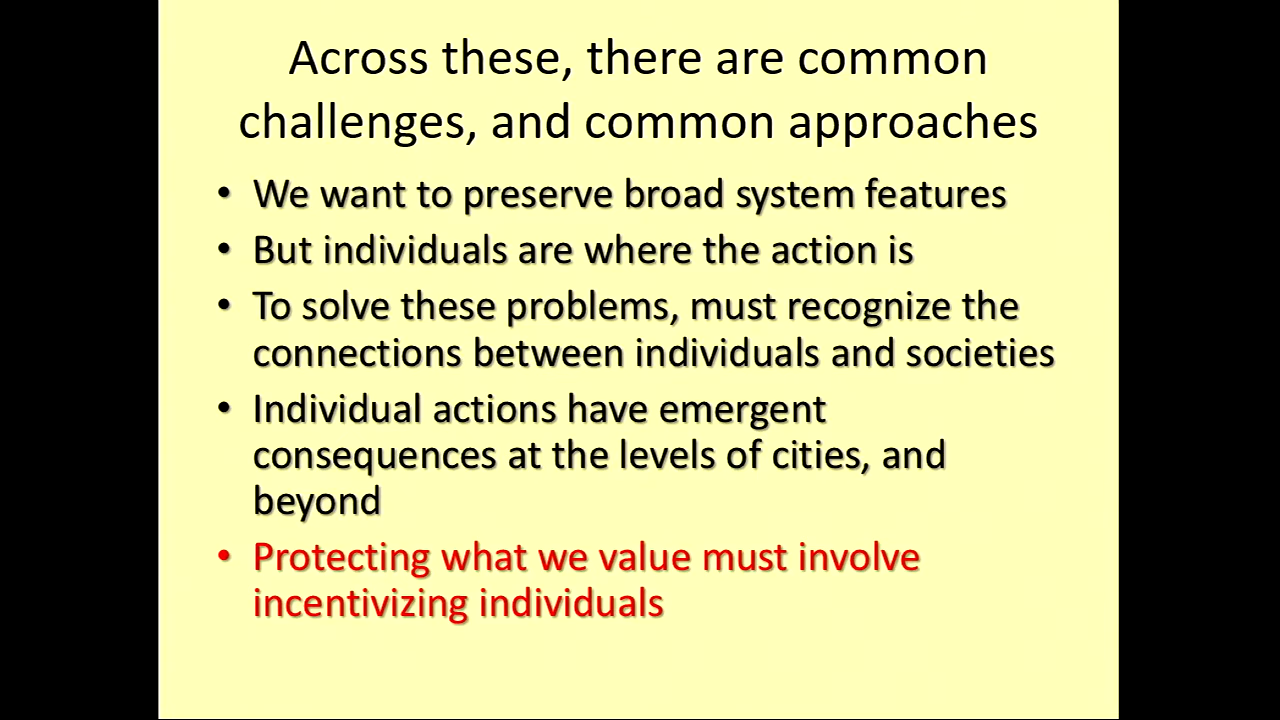 Across these, there are common
challenges, and common approaches
• We want to preserve broad system features
• But individuals are where the action is
• To solve these problems, must recognize the
connections between individuals and societies
• Individual actions have emergent
consequences at the levels of cities, and
beyond
• Protecting what we value must involve
incentivizing individuals